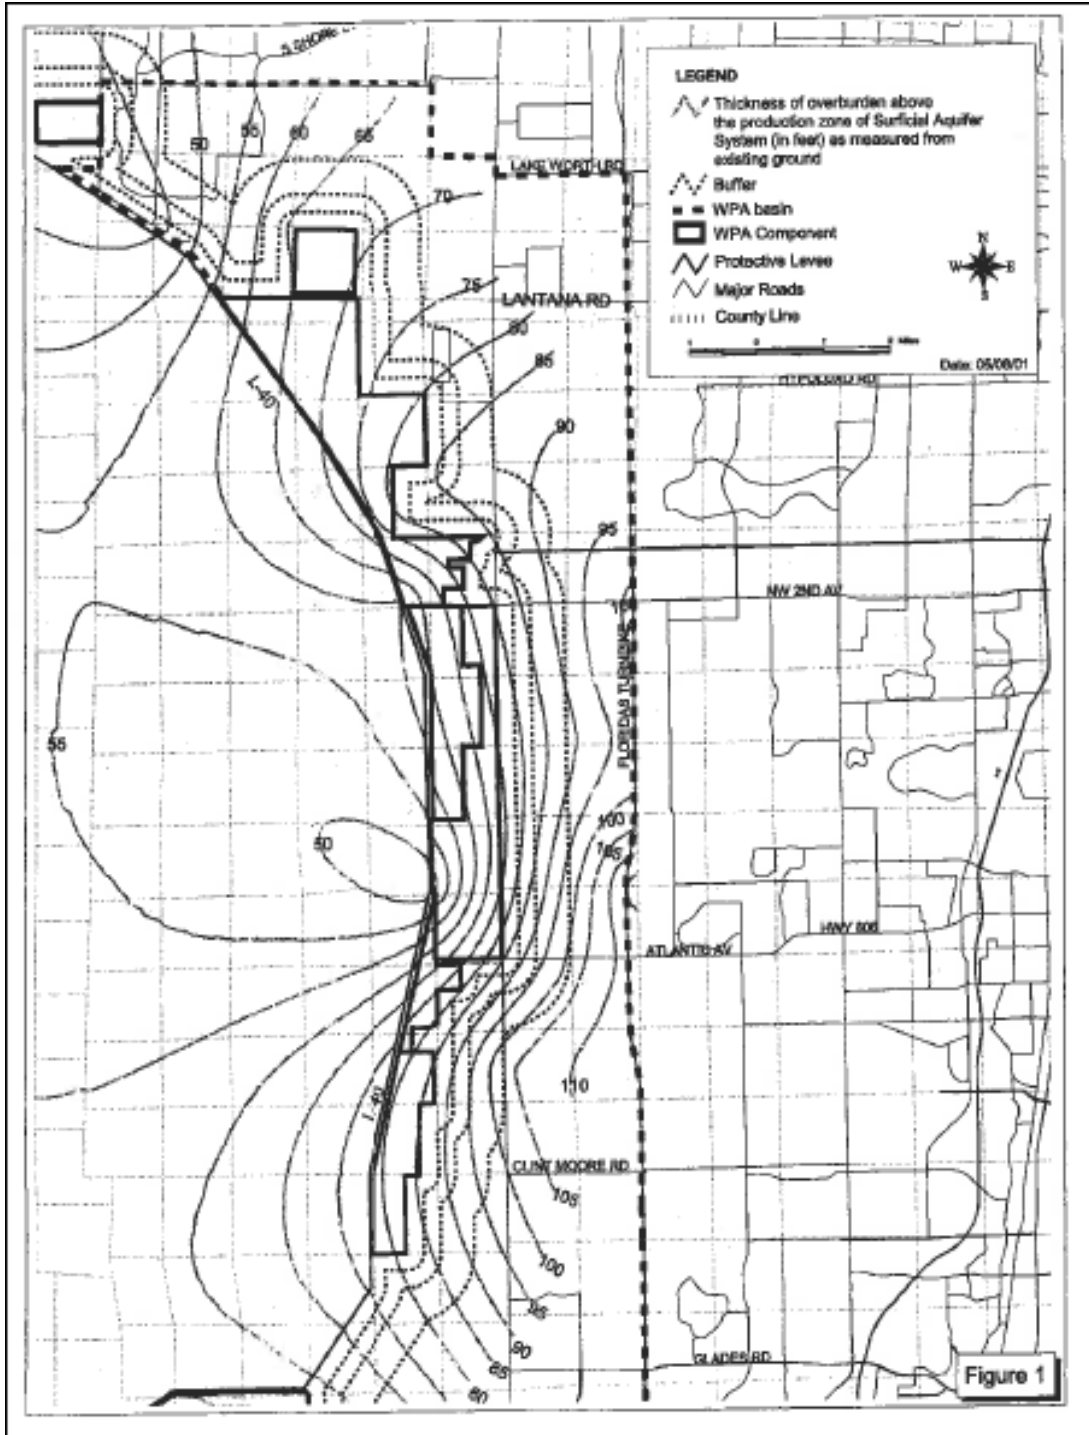 S SHORE
LEGEND
Thickness of overburden above
the production zone of Surficial Aquifer
System (in feet) as measured from
existing ground
Buffer
WPA basin
WPA Component
Protective Levee
Major Roads
County Line
Miles
Date: 05/08/01
N
W E
S
50
55
60
65
LAKE WORTH RD
70
75
LANTANA RD
80
85
L-40
90
95
NW 2ND AV
FLORIDAS TURNPIKE
55
50
100
105
HWY 806
ATLANTIC AV
110
L-40
CLINT MOORE RD
105
100
95
90
85
80
GLADES RD
Figure 1